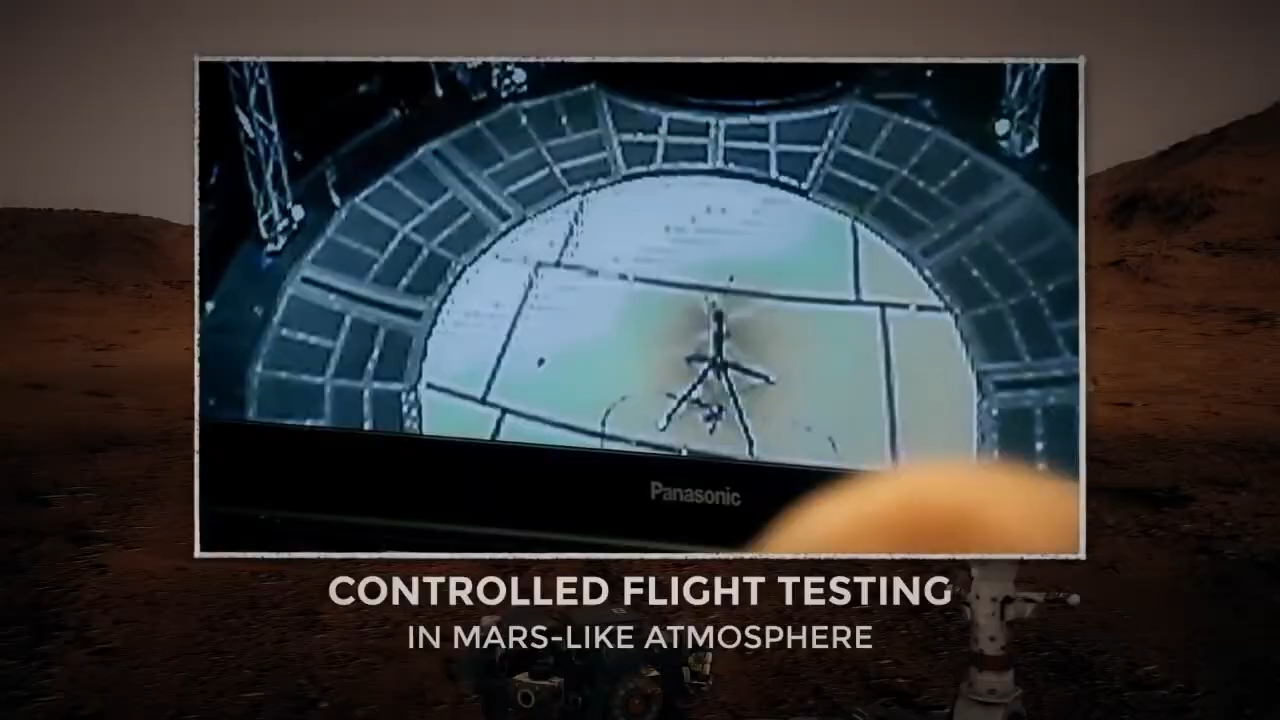 Panasonic
CONTROLLED FLIGHT TESTING
IN MARS-LIKE ATMOSPHERE